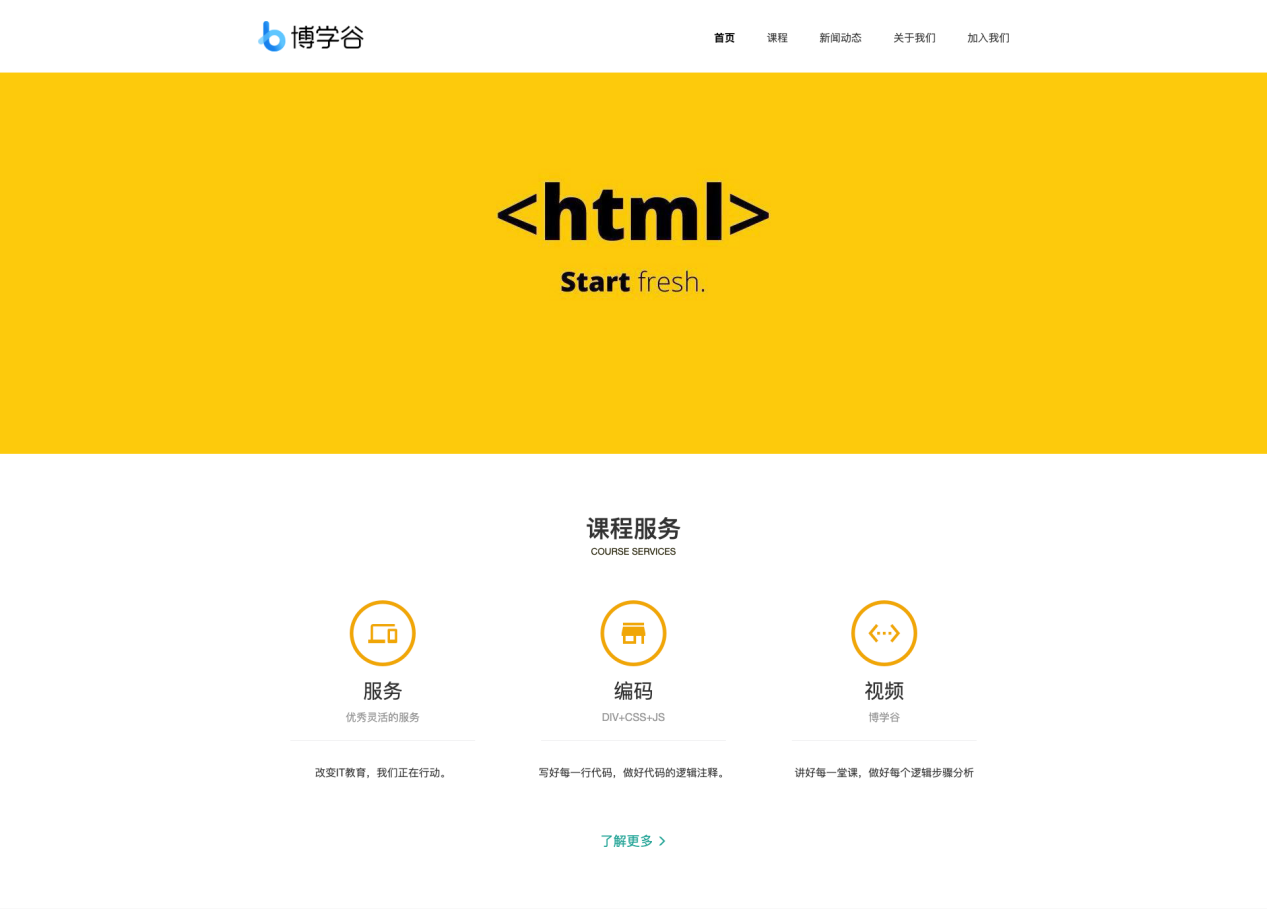 博学谷
首页 课程 新闻动态 关于我们 加入我们
<html>
Start fresh.
课程服务
COURSE SERVICES
服务 编码 视频
优秀灵活的服务 DIV+CSS+JS 博学谷
改变IT教育，我们正在行动。 写好每一行代码，做好代码的逻辑注释。 讲好每一堂课，做好每个逻辑步骤分析
了解更多